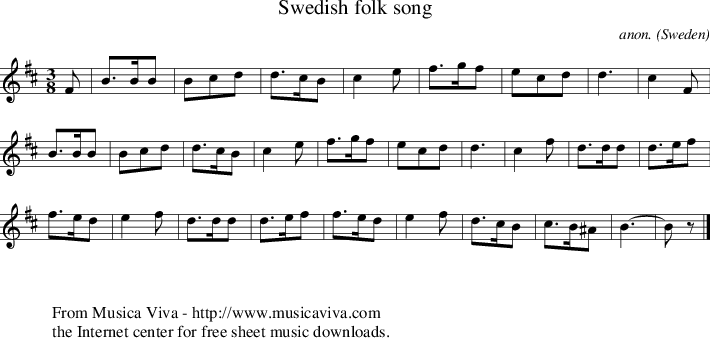 Swedish folk song
anon. (Sweden)
3
8
From Musica Viva - http://www.musicaviva.com
the Internet center for free sheet music downloads.